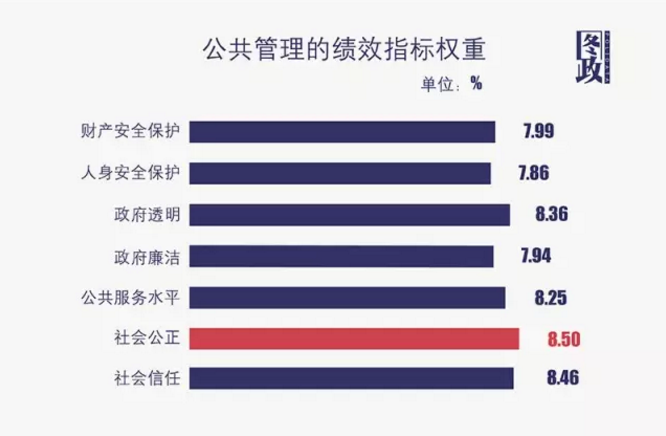 公共管理的绩效指标权重
图政
单位：%
财产安全保护 7.99
人身安全保护 7.86
政府透明 8.36
政府廉洁 7.94
公共服务水平 8.25
社会公正 8.50
社会信任 8.46